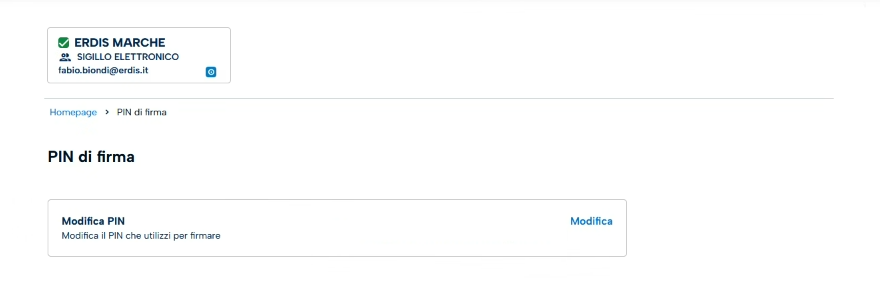 ERDIS MARCHE
SIGILLO ELETTRONICO
fabio.biondi@erdis.it
Homepage > PIN di firma
PIN di firma
Modifica PIN
Modifica
Modifica il PIN che utilizzi per firmare